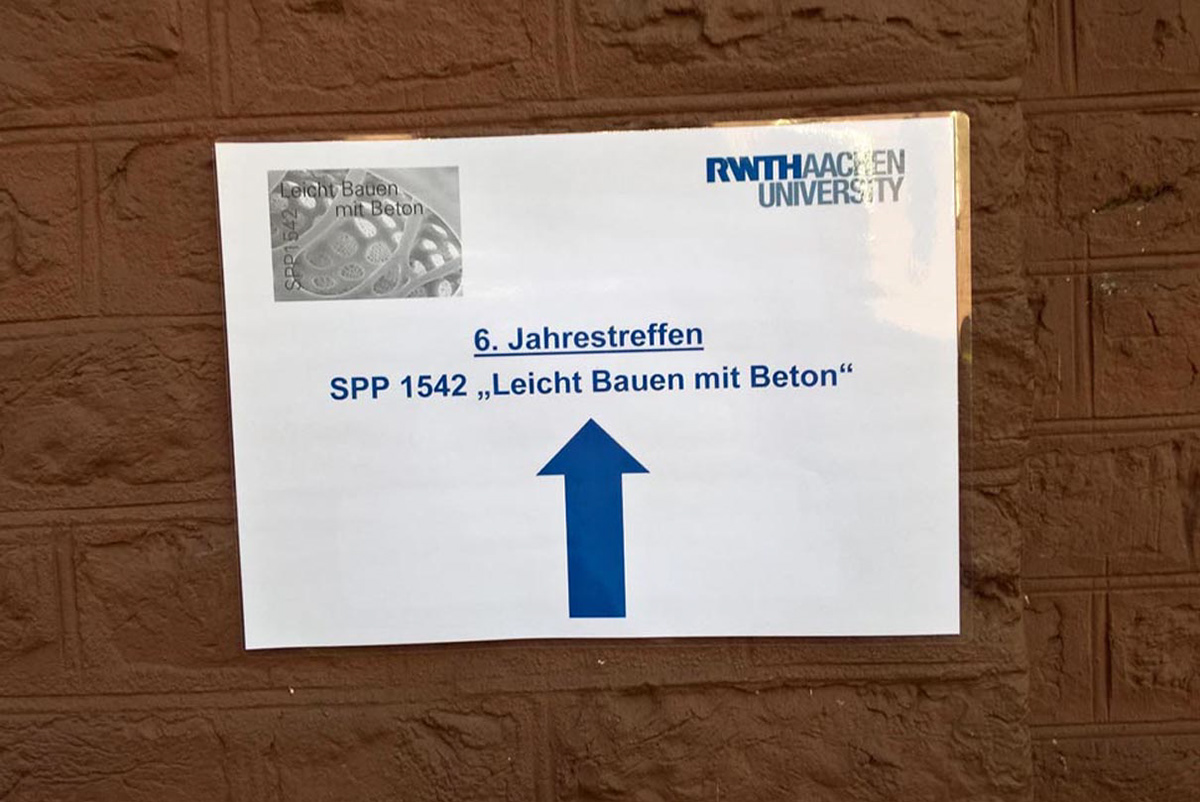 Leicht Bauen
mit Beton
SPP1542
RWTHAACHEN
UNIVERSITY
6. Jahrestreffen
SPP 1542 „Leicht Bauen mit Beton“